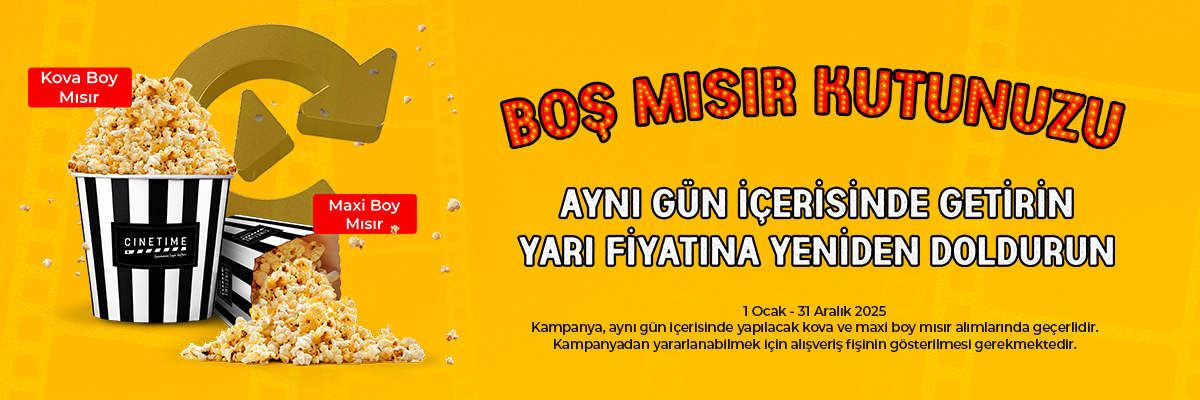 Kova Boy
Mısır
CINETIME
Maxi Boy
Mısır
CINETIME
BOŞ MISIR KUTUNUZU
AYNI GÜN İÇERİSİNDE GETİRİN
YARI FİYATINA YENİDEN DOLDURUN
1 Ocak - 31 Aralık 2025
Kampanya, aynı gün içerisinde yapılacak kova ve maxi boy mısır alımlarında geçerlidir.
Kampanyadan yararlanabilmek için alışveriş fişinin gösterilmesi gerekmektedir.